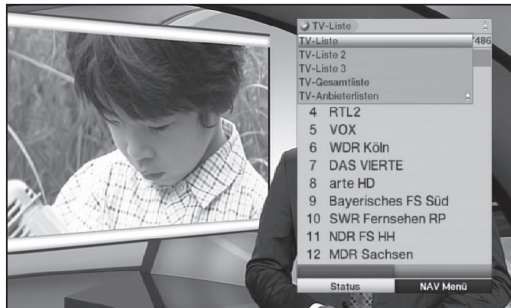 TV-Liste
TV-Liste
/486
TV-Liste 2
TV-Liste 3
TV-Gesamtliste
TV-Anbieterlisten
4 RTL2
5 VOX
6 WDR Köln
7 DAS VIERTE
8 arte HD
9 Bayerisches FS Süd
10 SWR Fernsehen RP
11 NDR FS HH
12 MDR Sachsen
Status
NAV Menü